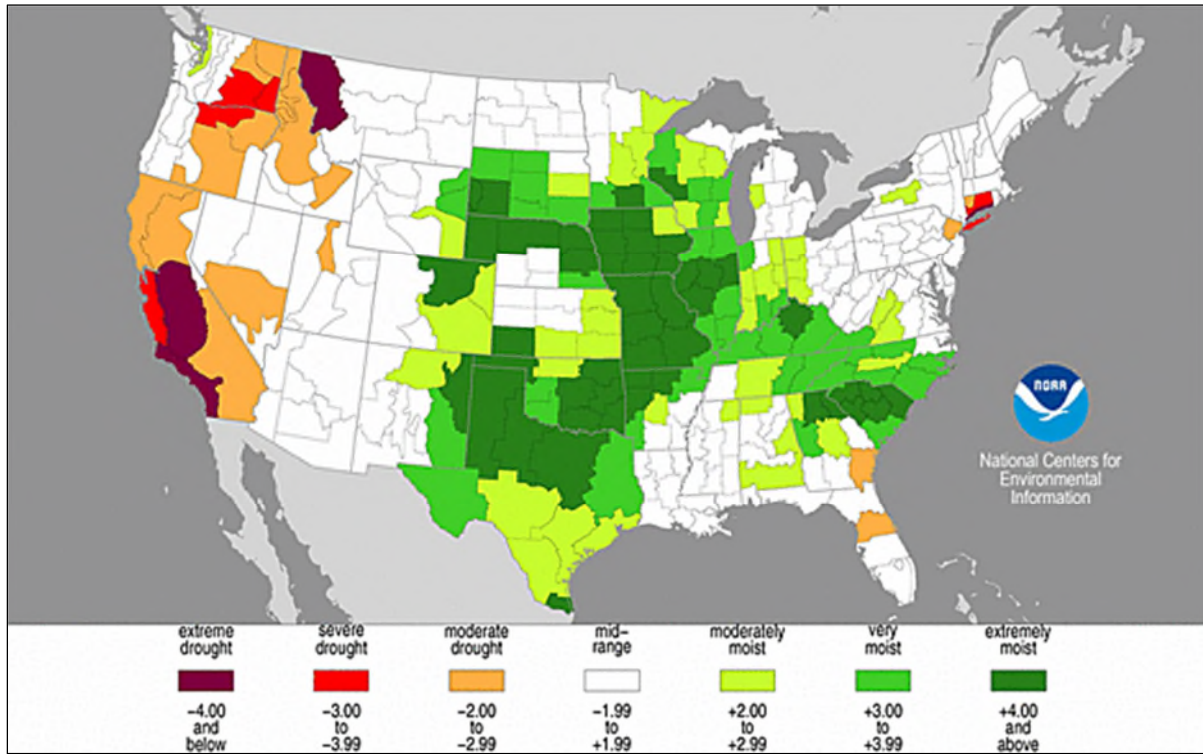 NOAA
National Centers for
Environmental
Information
extreme drought
severe drought
moderate drought
mid-range
moderately moist
very moist
extremely moist
−4.00 and below
−3.00 to −3.99
−2.00 to −2.99
−1.99 to +1.99
+2.00 to +2.99
+3.00 to +3.99
+4.00 and above